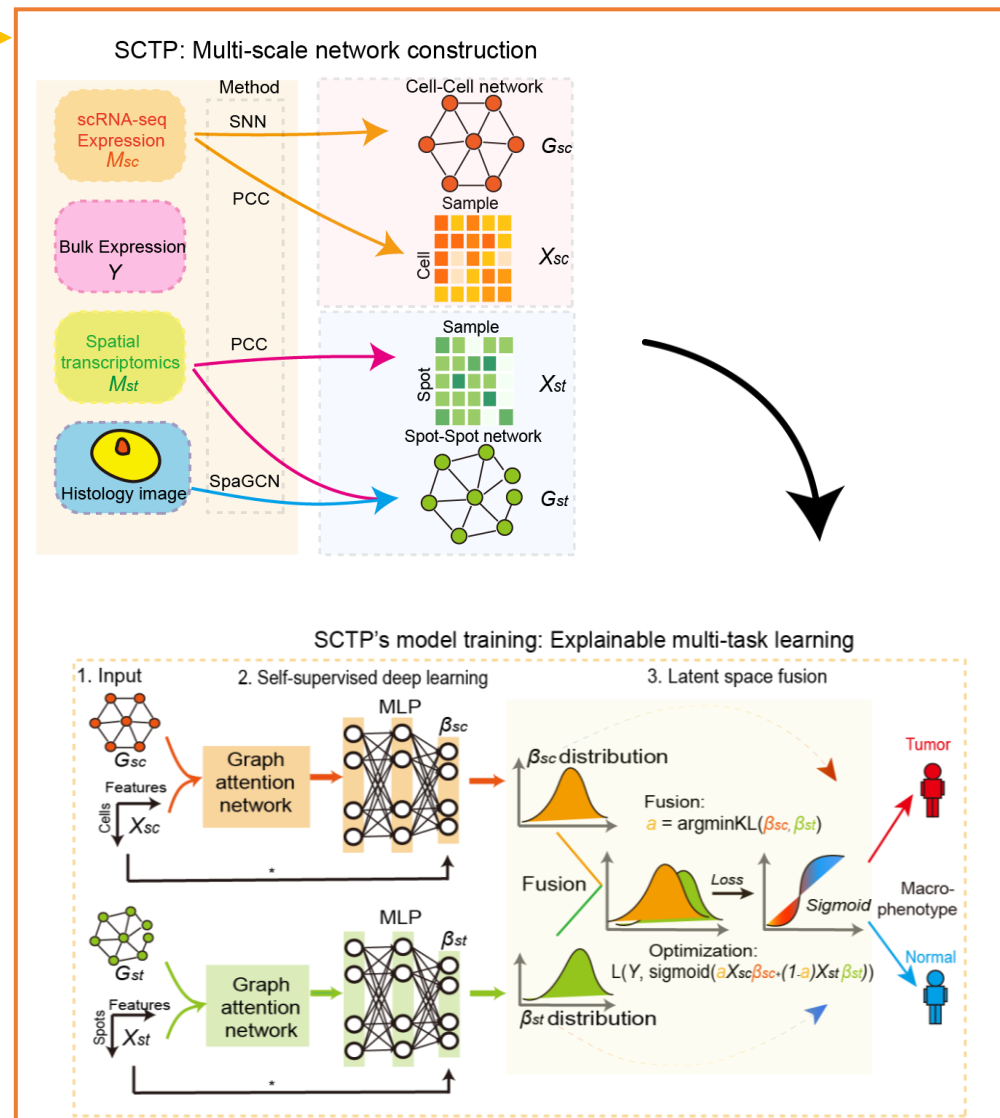 SCTP: Multi-scale network construction
Method
scRNA-seq
Expression
Msc
Bulk Expression
Y
Spatial
transcriptomics
Mst
Histology image
SNN
PCC
PCC
SpaGCN
Cell-Cell network
Gsc
Sample
Cell
Xsc
Sample
Spot
Xst
Spot-Spot network
Gst
SCTP's model training: Explainable multi-task learning
1. Input
2. Self-supervised deep learning
3. Latent space fusion
Gsc
Features
Cells
Xsc
Graph
attention
network
MLP
βsc
*
Gst
Features
Spots
Xst
Graph
attention
network
MLP
βst
*
βsc distribution
Fusion:
a = argminKL(βsc, βst)
Fusion
Loss
Sigmoid
Optimization:
L(Y, sigmoid(aXscβsc+(1-a)Xstβst))
βst distribution
Tumor
Macro-
phenotype
Normal